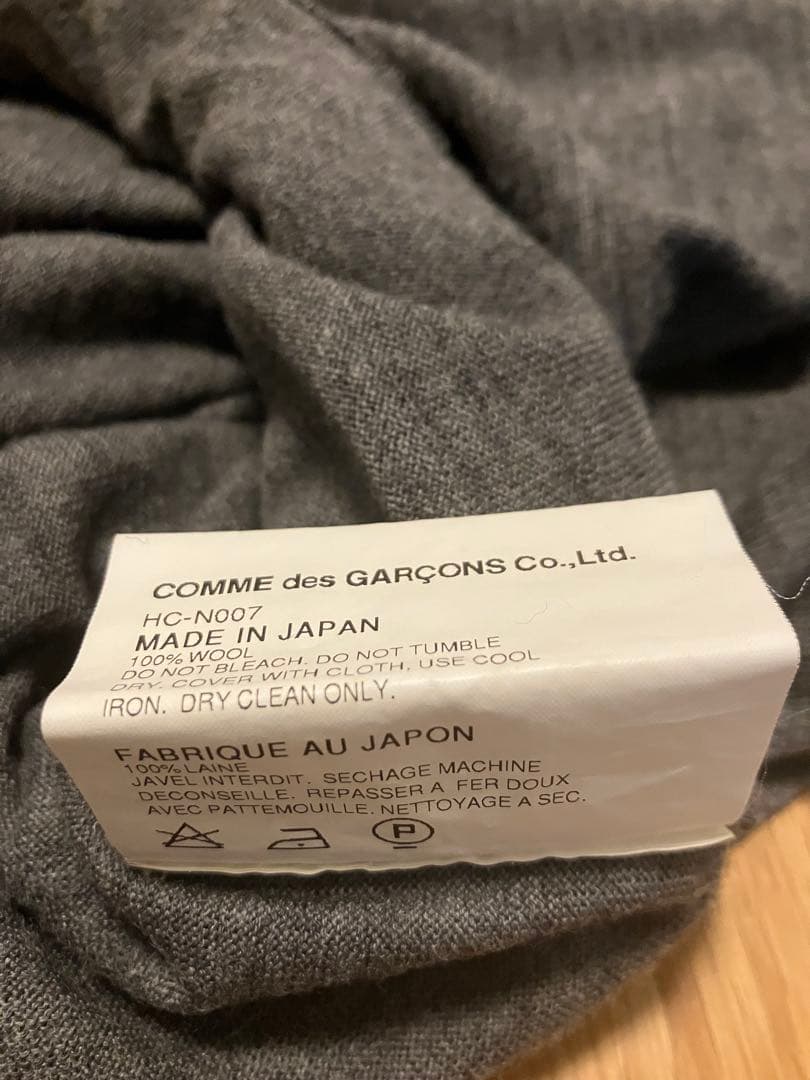 COMME des GARÇONS Co.,Ltd.
HC-N007
MADE IN JAPAN
100% WOOL
DO NOT BLEACH. DO NOT TUMBLE
DRY. COVER WITH CLOTH. USE COOL
IRON. DRY CLEAN ONLY.
FABRIQUE AU JAPON
100% LAINE
JAVEL INTERDIT. SECHAGE MACHINE
DECONSEILLE. REPASSER A FER DOUX
AVEC PATTEMOUILLE. NETTOYAGE A SEC.
P